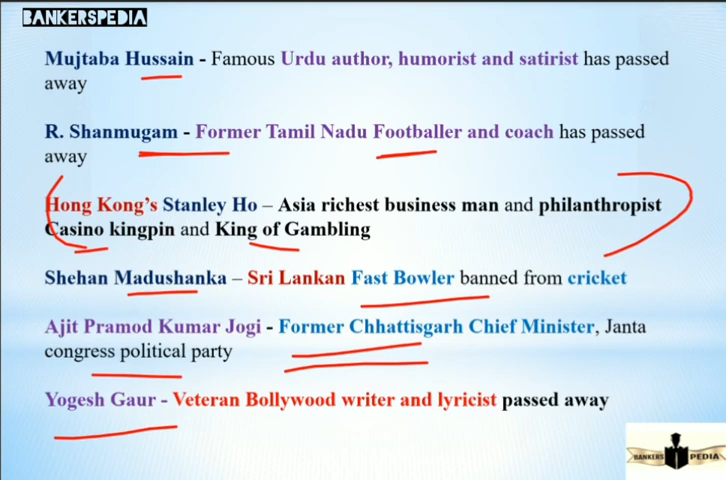 BANKERSPEDIA
Mujtaba Hussain - Famous Urdu author, humorist and satirist has passed
away
R. Shanmugam - Former Tamil Nadu Footballer and coach has passed
away
Hong Kong's Stanley Ho – Asia richest business man and philanthropist
Casino kingpin and King of Gambling
Shehan Madushanka – Sri Lankan Fast Bowler banned from cricket
Ajit Pramod Kumar Jogi - Former Chhattisgarh Chief Minister, Janta
congress political party
Yogesh Gaur - Veteran Bollywood writer and lyricist passed away
BANKERS PEDIA